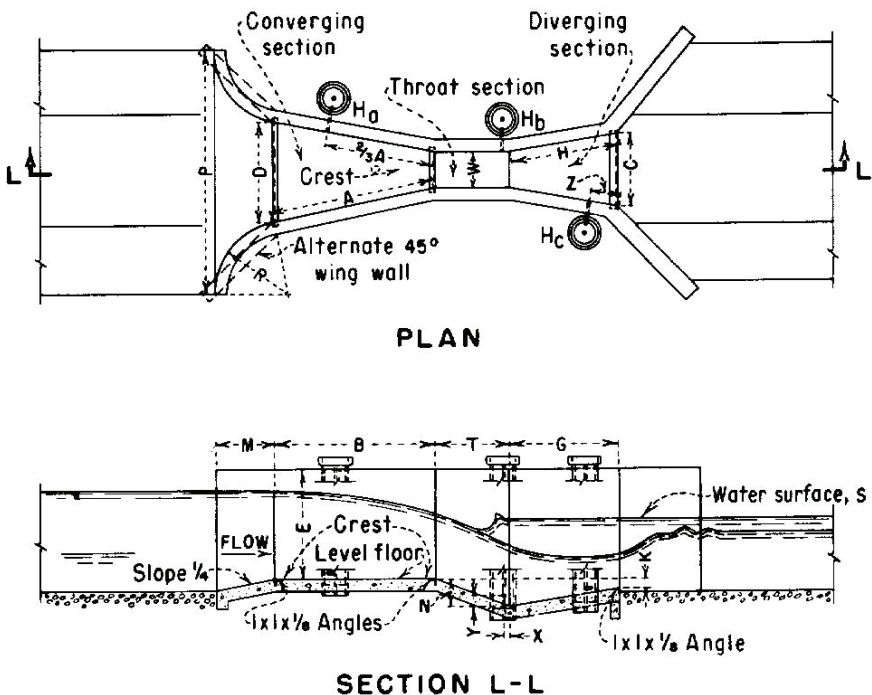 Converging
section
Diverging
section
Throat section
Ha
Hb
2/3A
H
W
L
L
P
D
Crest
A
Z
C
Hc
Alternate 45°
wing wall
R
PLAN
M
B
T
G
Water surface, S
E
Crest
FLOW
Level floor
K
Slope 1/4
N
1x1x1/8 Angles
Y
X
1x1x1/8 Angle
SECTION L-L